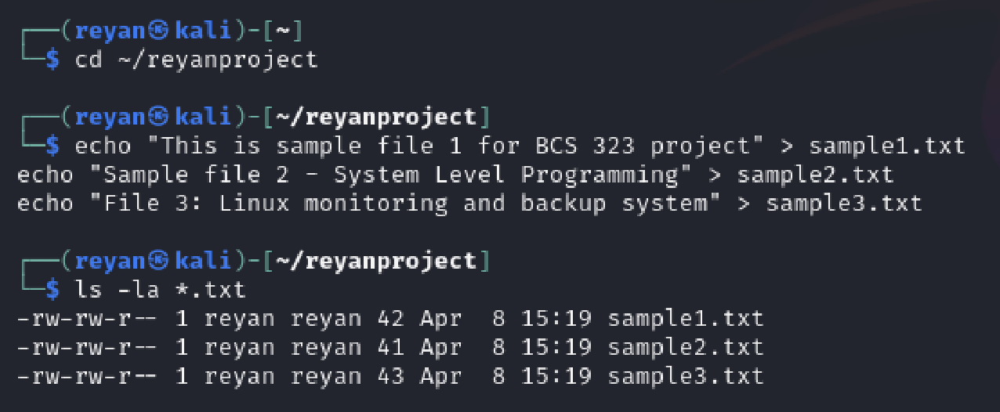 ┌──(reyan㉿kali)-[~]
└─$ cd ~/reyanproject
┌──(reyan㉿kali)-[~/reyanproject]
└─$ echo "This is sample file 1 for BCS 323 project" > sample1.txt
echo "Sample file 2 - System Level Programming" > sample2.txt
echo "File 3: Linux monitoring and backup system" > sample3.txt
┌──(reyan㉿kali)-[~/reyanproject]
└─$ ls -la *.txt
-rw-rw-r-- 1 reyan reyan 42 Apr  8 15:19 sample1.txt
-rw-rw-r-- 1 reyan reyan 41 Apr  8 15:19 sample2.txt
-rw-rw-r-- 1 reyan reyan 43 Apr  8 15:19 sample3.txt